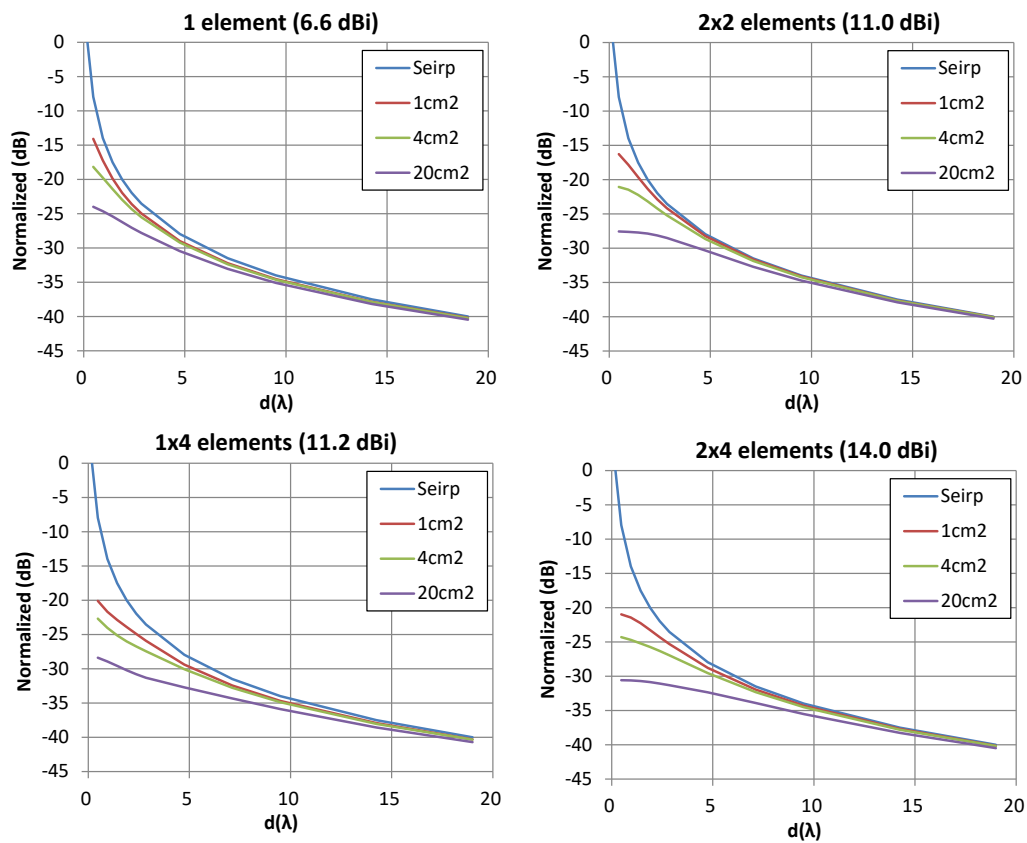 1 element (6.6 dBi)
Normalized (dB)
0
-5
-10
-15
-20
-25
-30
-35
-40
-45
Seirp
1cm2
4cm2
20cm2
0 5 10 15 20
d(λ)
2x2 elements (11.0 dBi)
Normalized (dB)
0
-5
-10
-15
-20
-25
-30
-35
-40
-45
Seirp
1cm2
4cm2
20cm2
0 5 10 15 20
d(λ)
1x4 elements (11.2 dBi)
Normalized (dB)
0
-5
-10
-15
-20
-25
-30
-35
-40
-45
Seirp
1cm2
4cm2
20cm2
0 5 10 15 20
d(λ)
2x4 elements (14.0 dBi)
Normalized (dB)
0
-5
-10
-15
-20
-25
-30
-35
-40
-45
Seirp
1cm2
4cm2
20cm2
0 5 10 15 20
d(λ)